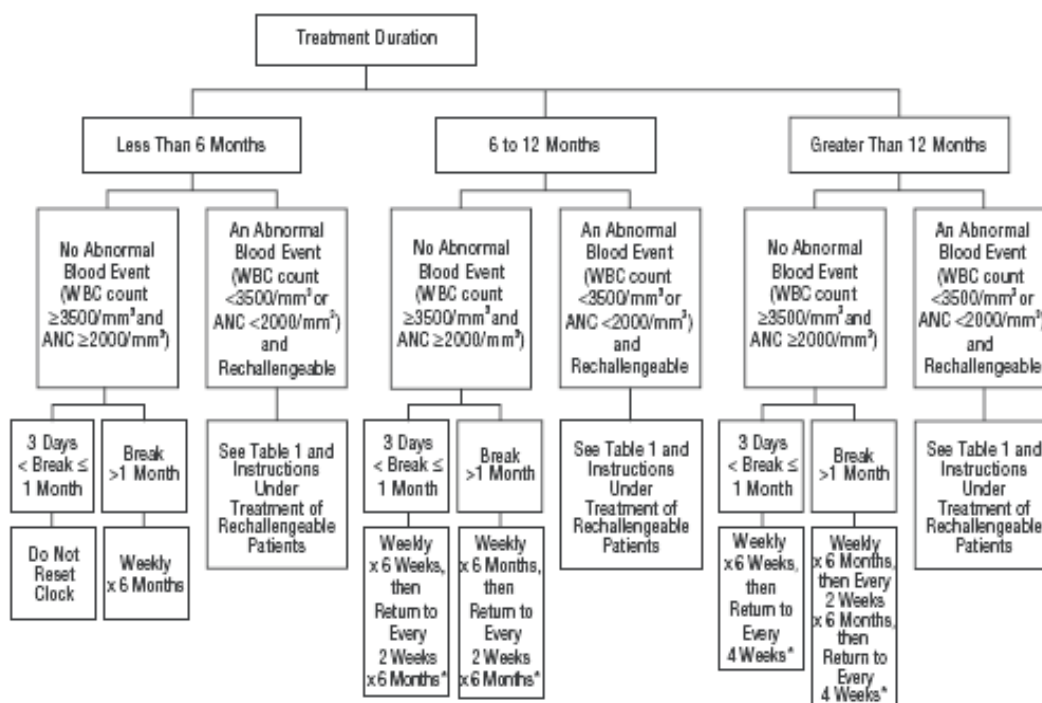 Treatment Duration
Less Than 6 Months
6 to 12 Months
Greater Than 12 Months
No Abnormal
Blood Event
(WBC count
≥3500/mm³ and
ANC ≥2000/mm³)
An Abnormal
Blood Event
(WBC count
<3500/mm³ or
ANC <2000/mm³)
and
Rechallengeable
No Abnormal
Blood Event
(WBC count
≥3500/mm³ and
ANC ≥2000/mm³)
An Abnormal
Blood Event
(WBC count
<3500/mm³ or
ANC <2000/mm³)
and
Rechallengeable
No Abnormal
Blood Event
(WBC count
≥3500/mm³ and
ANC ≥2000/mm³)
An Abnormal
Blood Event
(WBC count
<3500/mm³ or
ANC <2000/mm³)
and
Rechallengeable
3 Days
< Break ≤
1 Month
Break
>1 Month
See Table 1 and
Instructions
Under
Treatment of
Rechallengeable
Patients
3 Days
< Break ≤
1 Month
Break
>1 Month
See Table 1 and
Instructions
Under
Treatment of
Rechallengeable
Patients
3 Days
< Break ≤
1 Month
Break
>1 Month
See Table 1 and
Instructions
Under
Treatment of
Rechallengeable
Patients
Do Not
Reset
Clock
Weekly
x 6 Months
Weekly
x 6 Weeks,
then
Return to
Every
2 Weeks
x 6 Months*
Weekly
x 6 Months,
then
Return to
Every
2 Weeks
x 6 Months*
Weekly
x 6 Weeks,
then
Return to
Every
4 Weeks*
Weekly
x 6 Months,
then Every
2 Weeks
x 6 Months,
then
Return to
Every
4 Weeks*